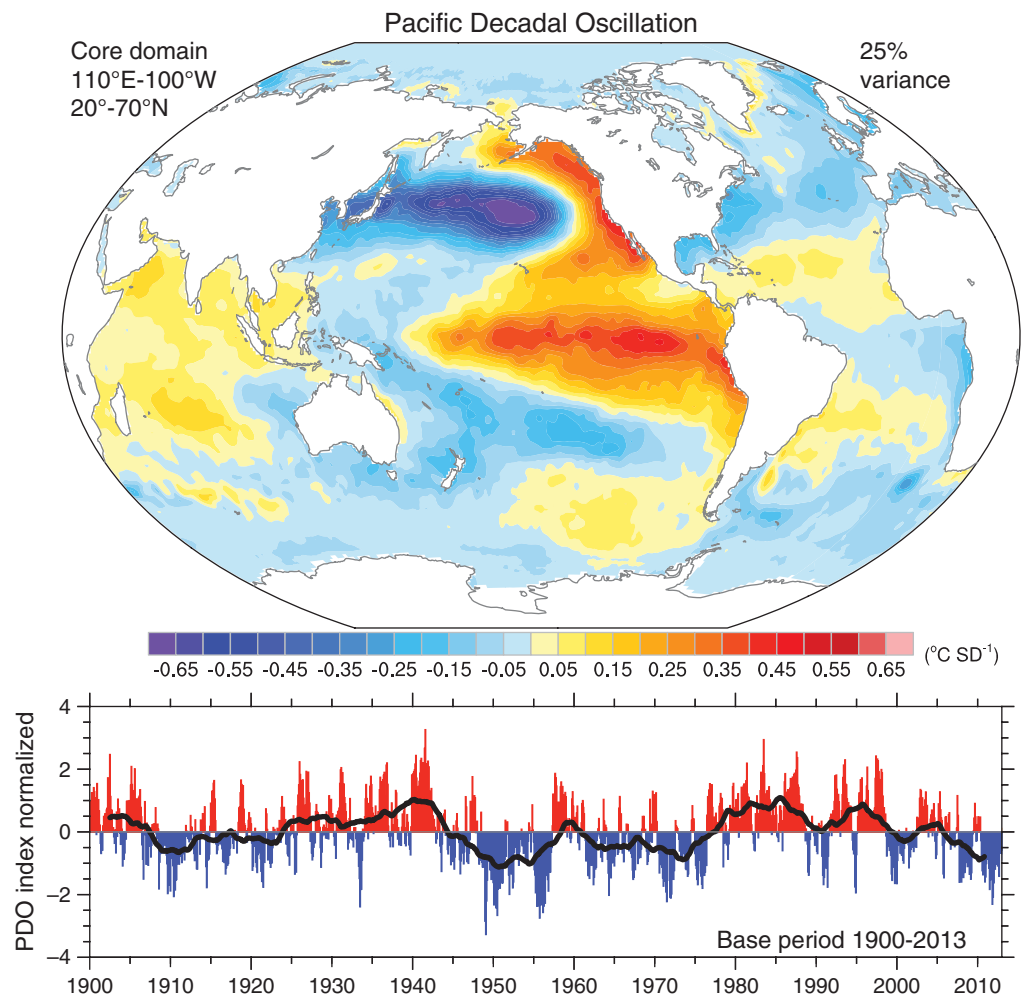 Pacific Decadal Oscillation
Core domain
110°E-100°W
20°-70°N
25%
variance
-0.65 -0.55 -0.45 -0.35 -0.25 -0.15 -0.05 0.05 0.15 0.25 0.35 0.45 0.55 0.65 (°C SD⁻¹)
PDO index normalized
4
2
0
−2
−4
Base period 1900-2013
1900 1910 1920 1930 1940 1950 1960 1970 1980 1990 2000 2010